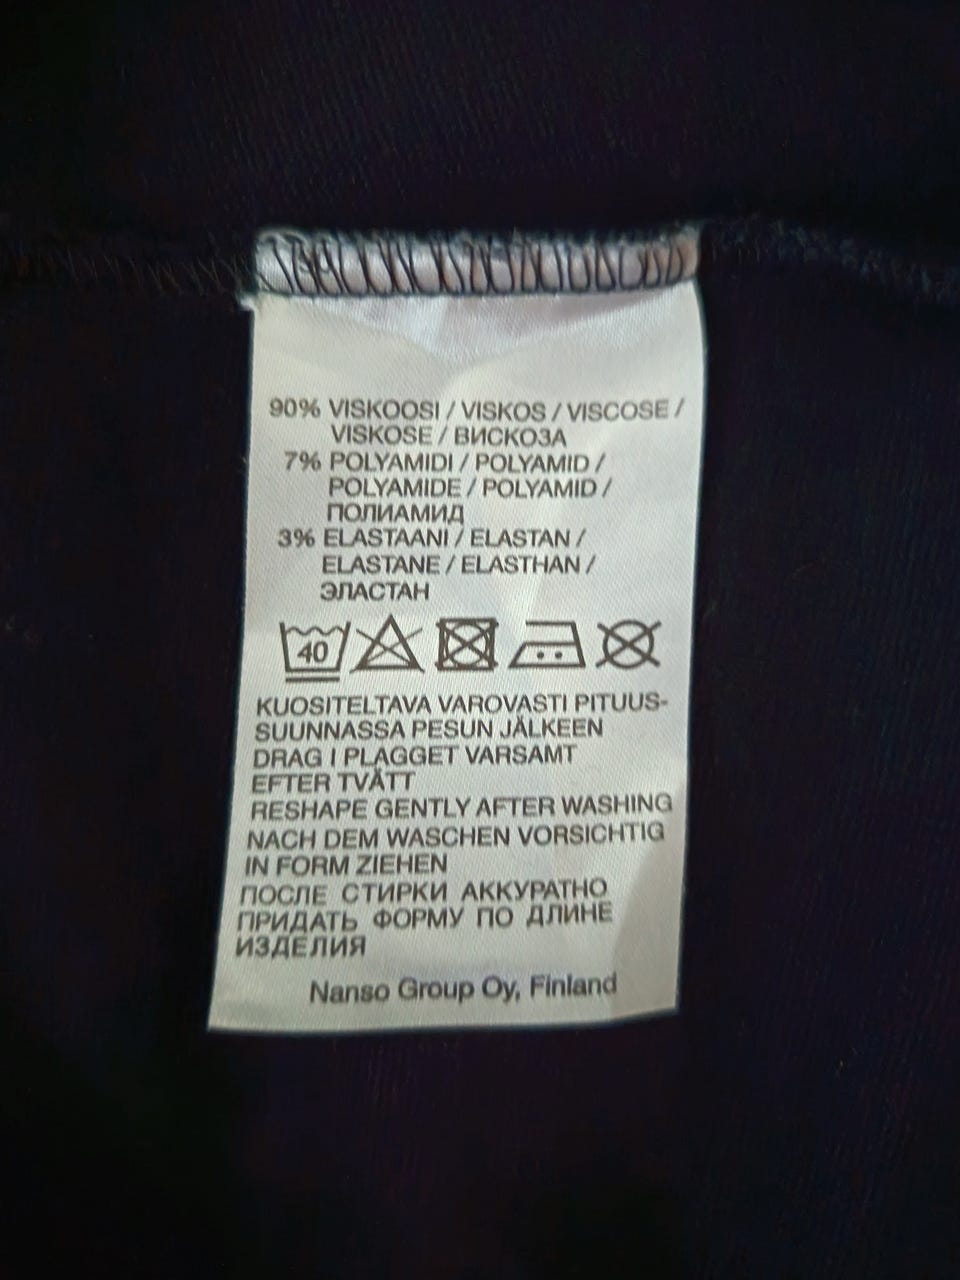 90% VISKOOSI / VISKOS / VISCOSE /
VISKOSE / ВИСКОЗА
7% POLYAMIDI / POLYAMID /
POLYAMIDE / POLYAMID /
ПОЛИАМИД
3% ELASTAANI / ELASTAN /
ELASTANE / ELASTHAN /
ЭЛАСТАН
40
KUOSITELTAVA VAROVASTI PITUUS-
SUUNNASSA PESUN JÄLKEEN
DRAG I PLAGGET VARSAMT
EFTER TVÄTT
RESHAPE GENTLY AFTER WASHING
NACH DEM WASCHEN VORSICHTIG
IN FORM ZIEHEN
ПОСЛЕ СТИРКИ АККУРАТНО
ПРИДАТЬ ФОРМУ ПО ДЛИНЕ
ИЗДЕЛИЯ
Nanso Group Oy, Finland